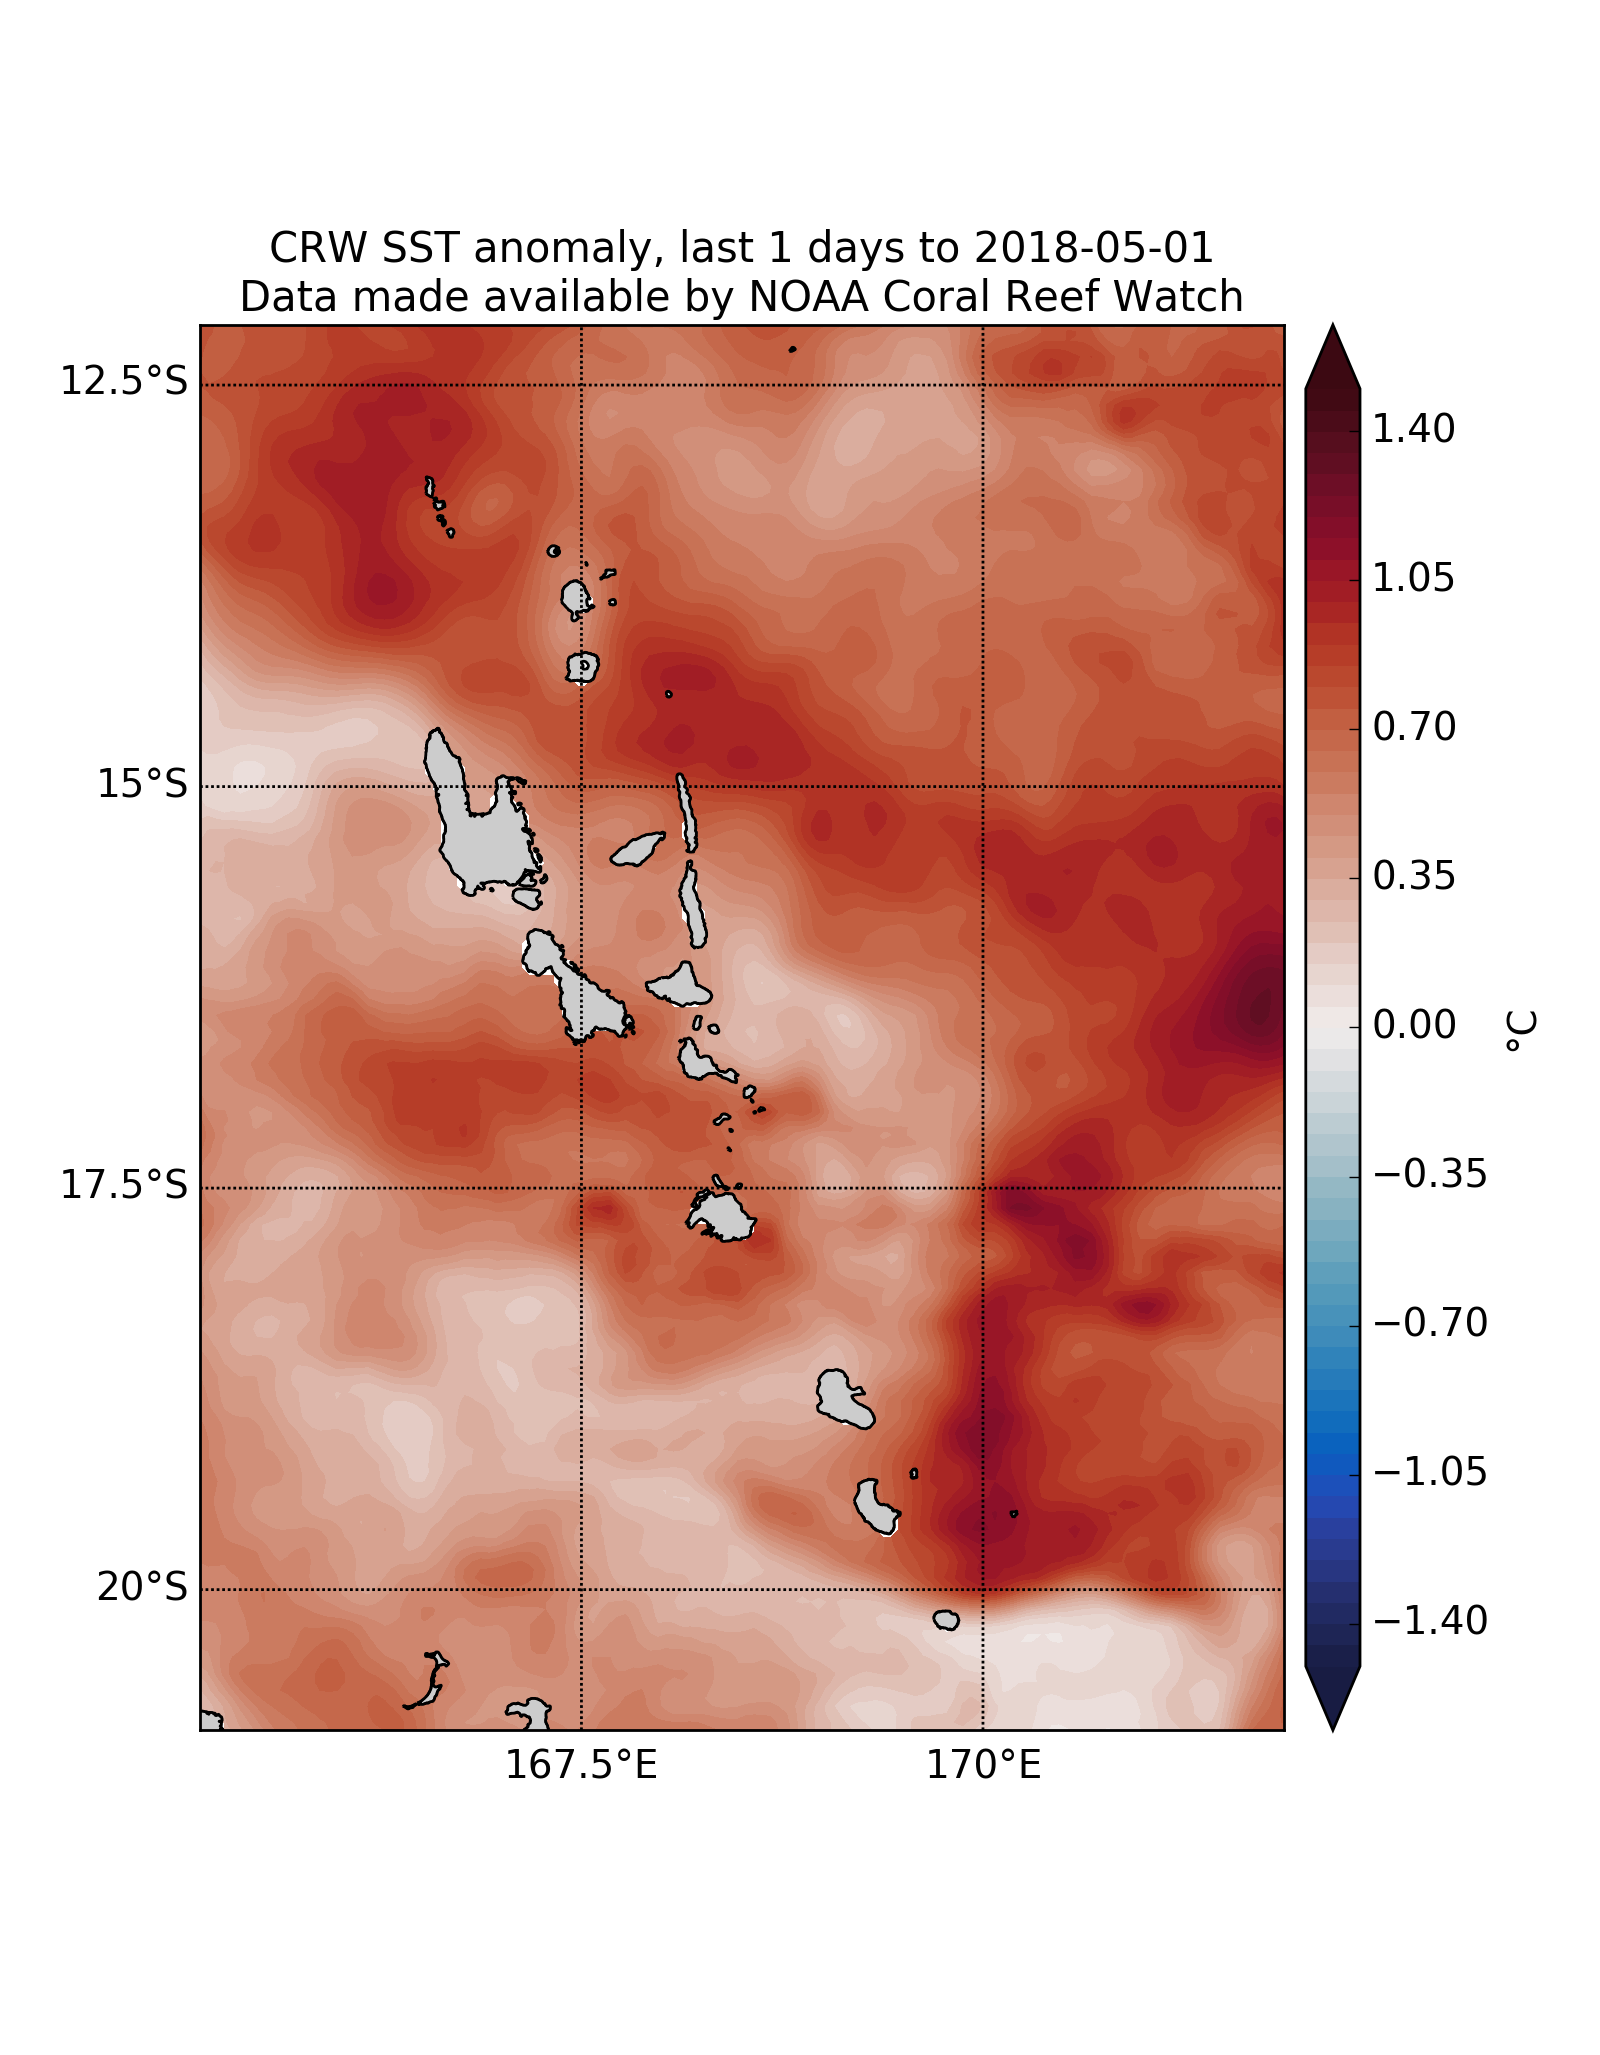 CRW SST anomaly, last 1 days to 2018-05-01
Data made available by NOAA Coral Reef Watch
12.5°S
15°S
17.5°S
20°S
167.5°E
170°E
1.40
1.05
0.70
0.35
0.00
−0.35
−0.70
−1.05
−1.40
°C